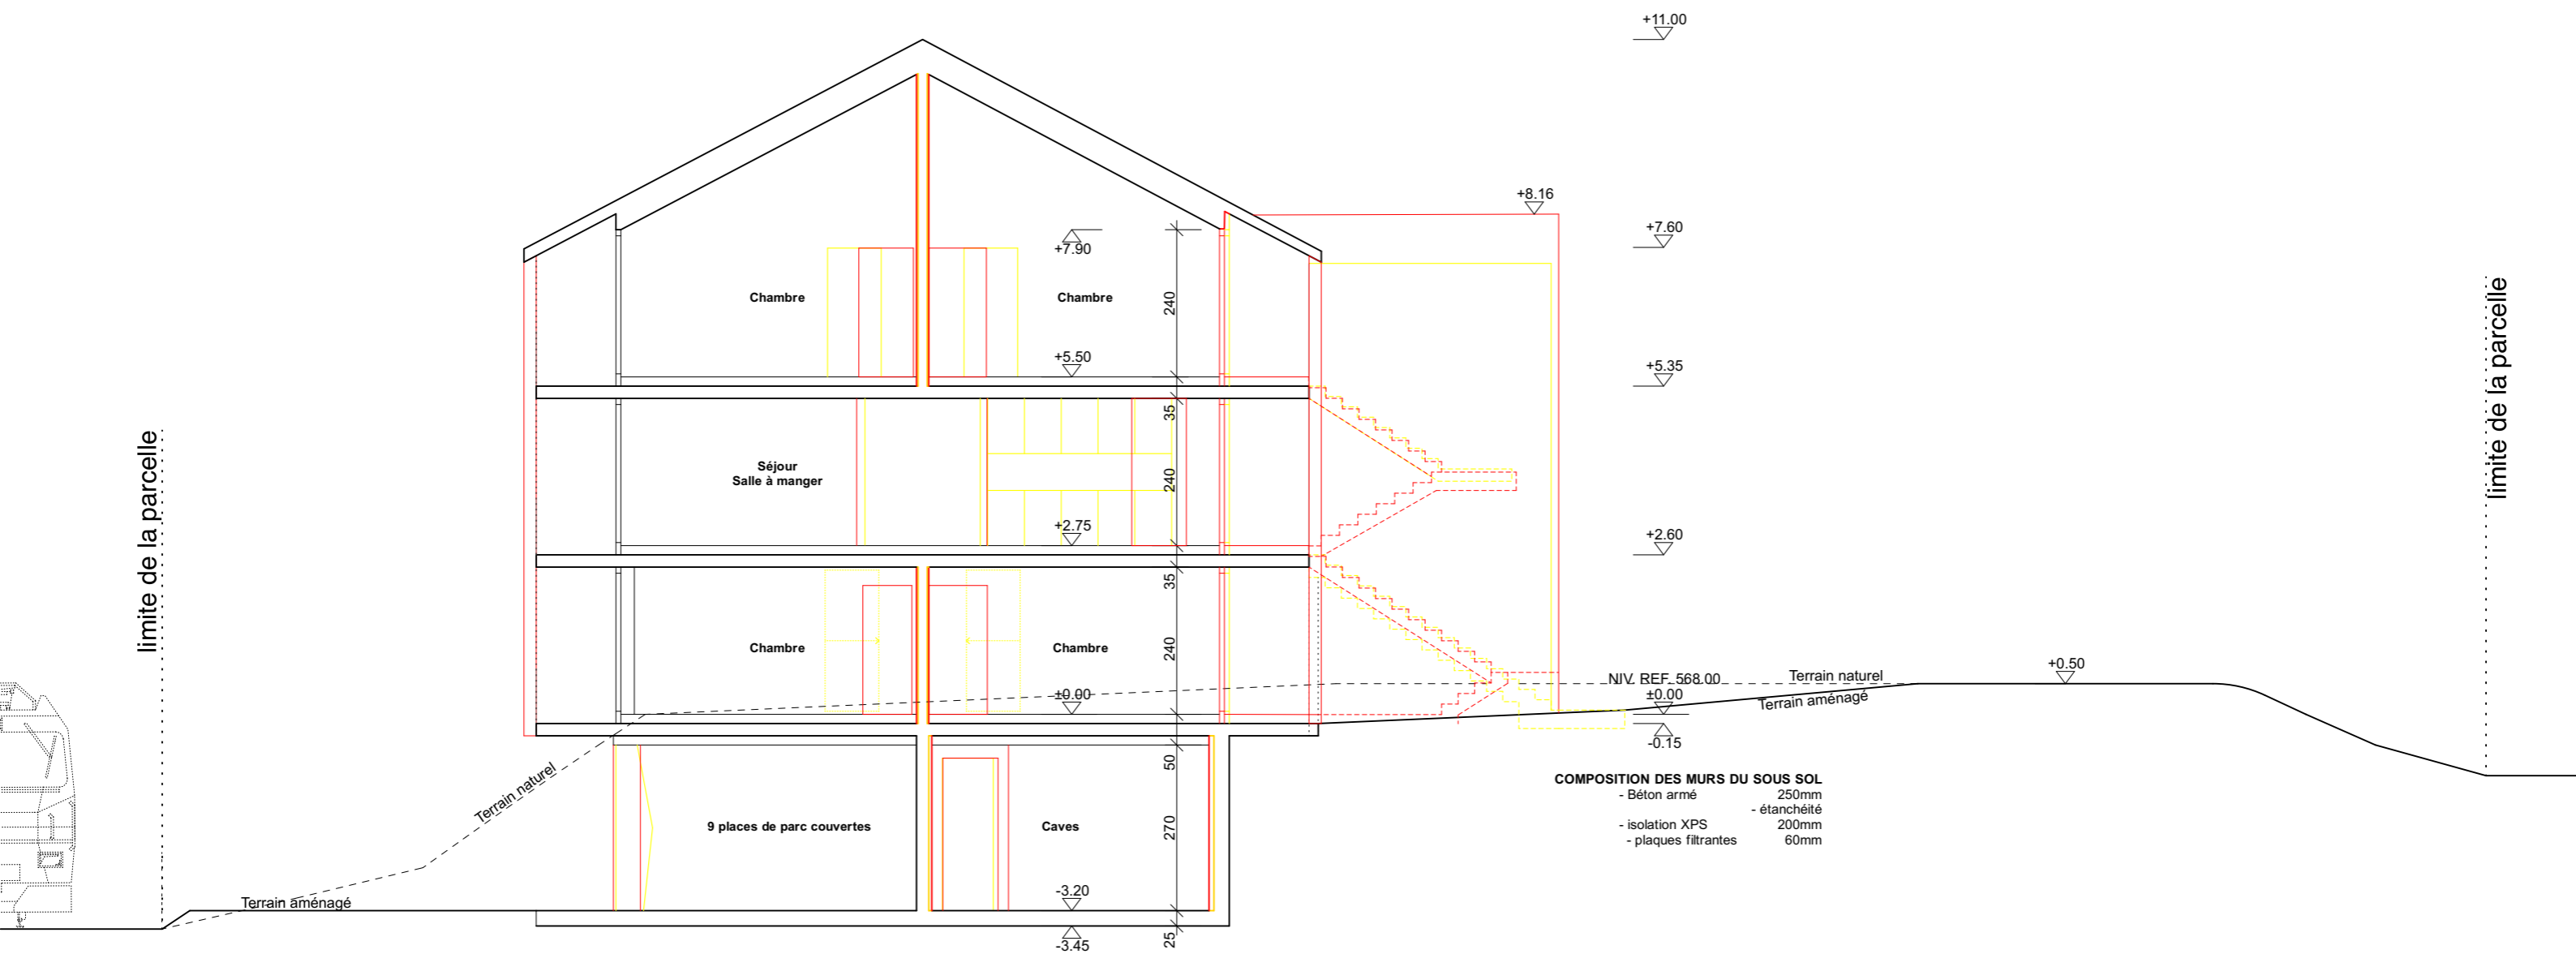 +11.00
+8.16
+7.60
+7.90
limite de la parcelle
Chambre
Chambre
240
+5.50
+5.35
35
limite de la parcelle
Séjour
Salle à manger
240
+2.75
+2.60
35
Chambre
Chambre
240
±0.00
NIV. REF. 568.00
±0.00
-0.15
Terrain naturel
Terrain aménagé
+0.50
Terrain naturel
50
COMPOSITION DES MURS DU SOUS SOL
- Béton armé 250mm
- étanchéité
- isolation XPS 200mm
- plaques filtrantes 60mm
9 places de parc couvertes
Caves
270
-3.20
Terrain aménagé
-3.45
25